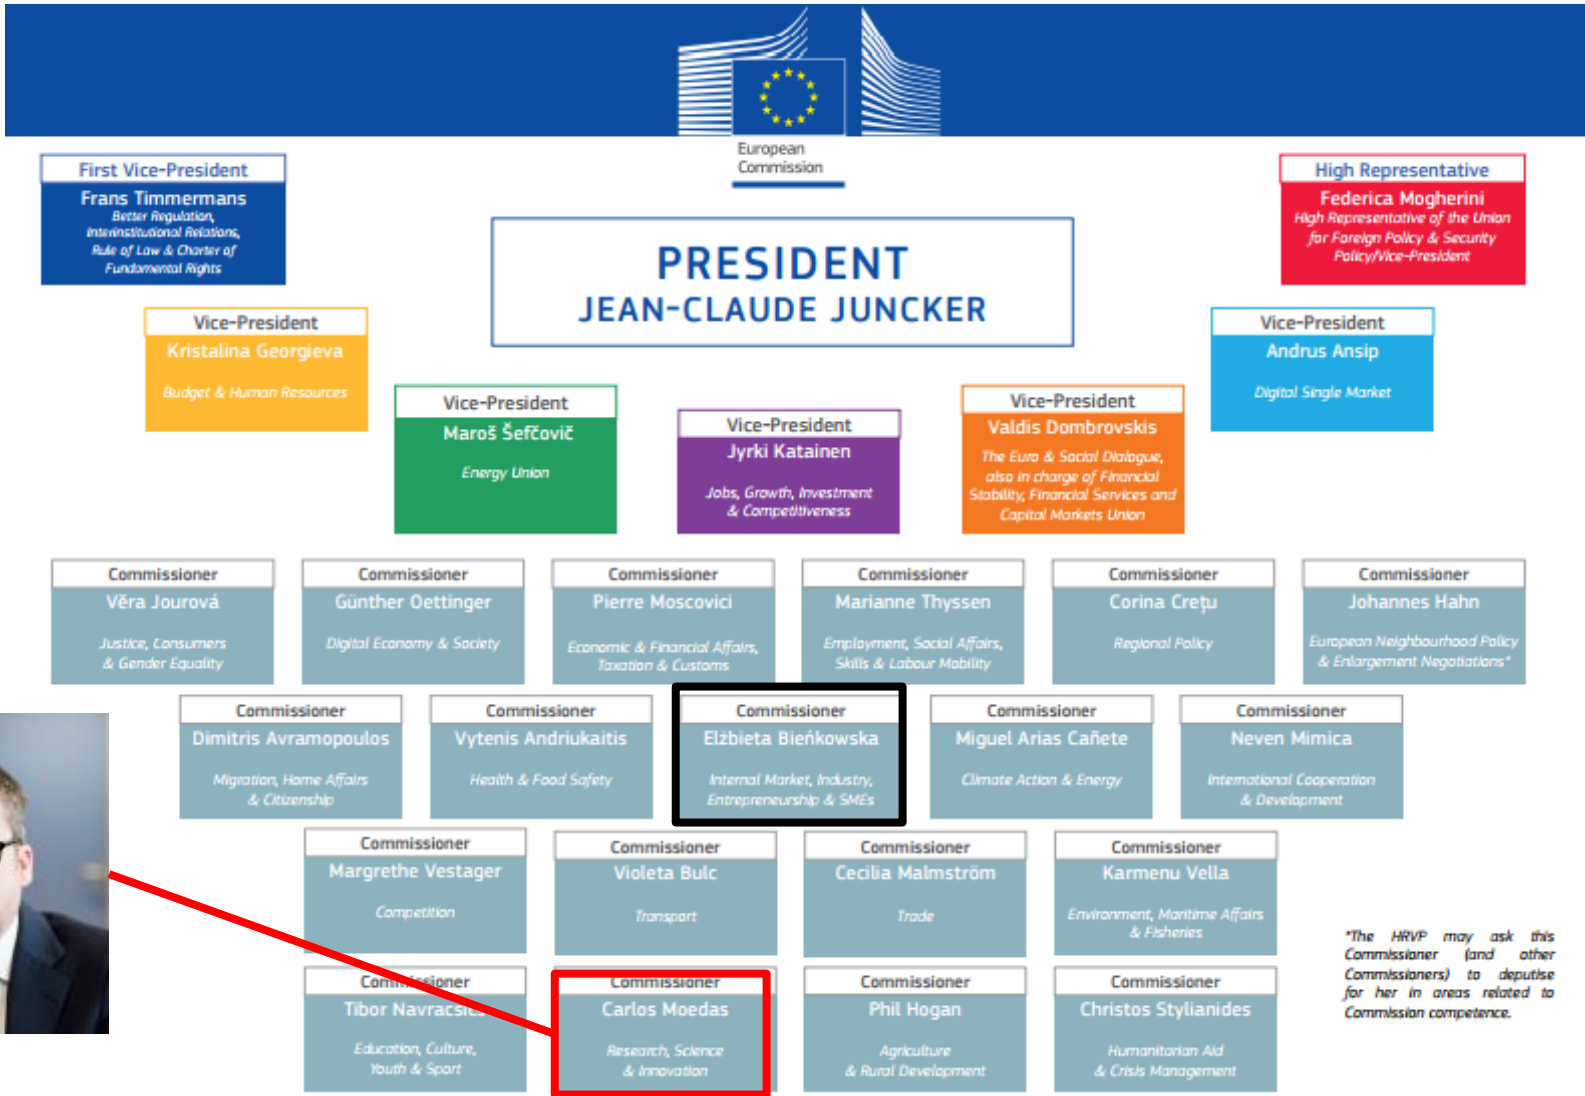 European
Commission
First Vice-President
Frans Timmermans
Better Regulation,
Interinstitutional Relations,
Rule of Law & Charter of
Fundamental Rights
High Representative
Federica Mogherini
High Representative of the Union
for Foreign Policy & Security
Policy/Vice-President
PRESIDENT
JEAN-CLAUDE JUNCKER
Vice-President
Kristalina Georgieva
Budget & Human Resources
Vice-President
Andrus Ansip
Digital Single Market
Vice-President
Maroš Šefčovič
Energy Union
Vice-President
Jyrki Katainen
Jobs, Growth, Investment
& Competitiveness
Vice-President
Valdis Dombrovskis
The Euro & Social Dialogue,
also in charge of Financial
Stability, Financial Services and
Capital Markets Union
Commissioner
Věra Jourová
Justice, Consumers
& Gender Equality
Commissioner
Günther Oettinger
Digital Economy & Society
Commissioner
Pierre Moscovici
Economic & Financial Affairs,
Taxation & Customs
Commissioner
Marianne Thyssen
Employment, Social Affairs,
Skills & Labour Mobility
Commissioner
Corina Crețu
Regional Policy
Commissioner
Johannes Hahn
European Neighbourhood Policy
& Enlargement Negotiations*
Commissioner
Dimitris Avramopoulos
Migration, Home Affairs
& Citizenship
Commissioner
Vytenis Andriukaitis
Health & Food Safety
Commissioner
Elżbieta Bieńkowska
Internal Market, Industry,
Entrepreneurship & SMEs
Commissioner
Miguel Arias Cañete
Climate Action & Energy
Commissioner
Neven Mimica
International Cooperation
& Development
Commissioner
Margrethe Vestager
Competition
Commissioner
Violeta Bulc
Transport
Commissioner
Cecilia Malmström
Trade
Commissioner
Karmenu Vella
Environment, Maritime Affairs
& Fisheries
Commissioner
Tibor Navracsics
Education, Culture,
Youth & Sport
Commissioner
Carlos Moedas
Research, Science
& Innovation
Commissioner
Phil Hogan
Agriculture
& Rural Development
Commissioner
Christos Stylianides
Humanitarian Aid
& Crisis Management
*The HRVP may ask this
Commissioner (and other
Commissioners) to deputise
for her in areas related to
Commission competence.